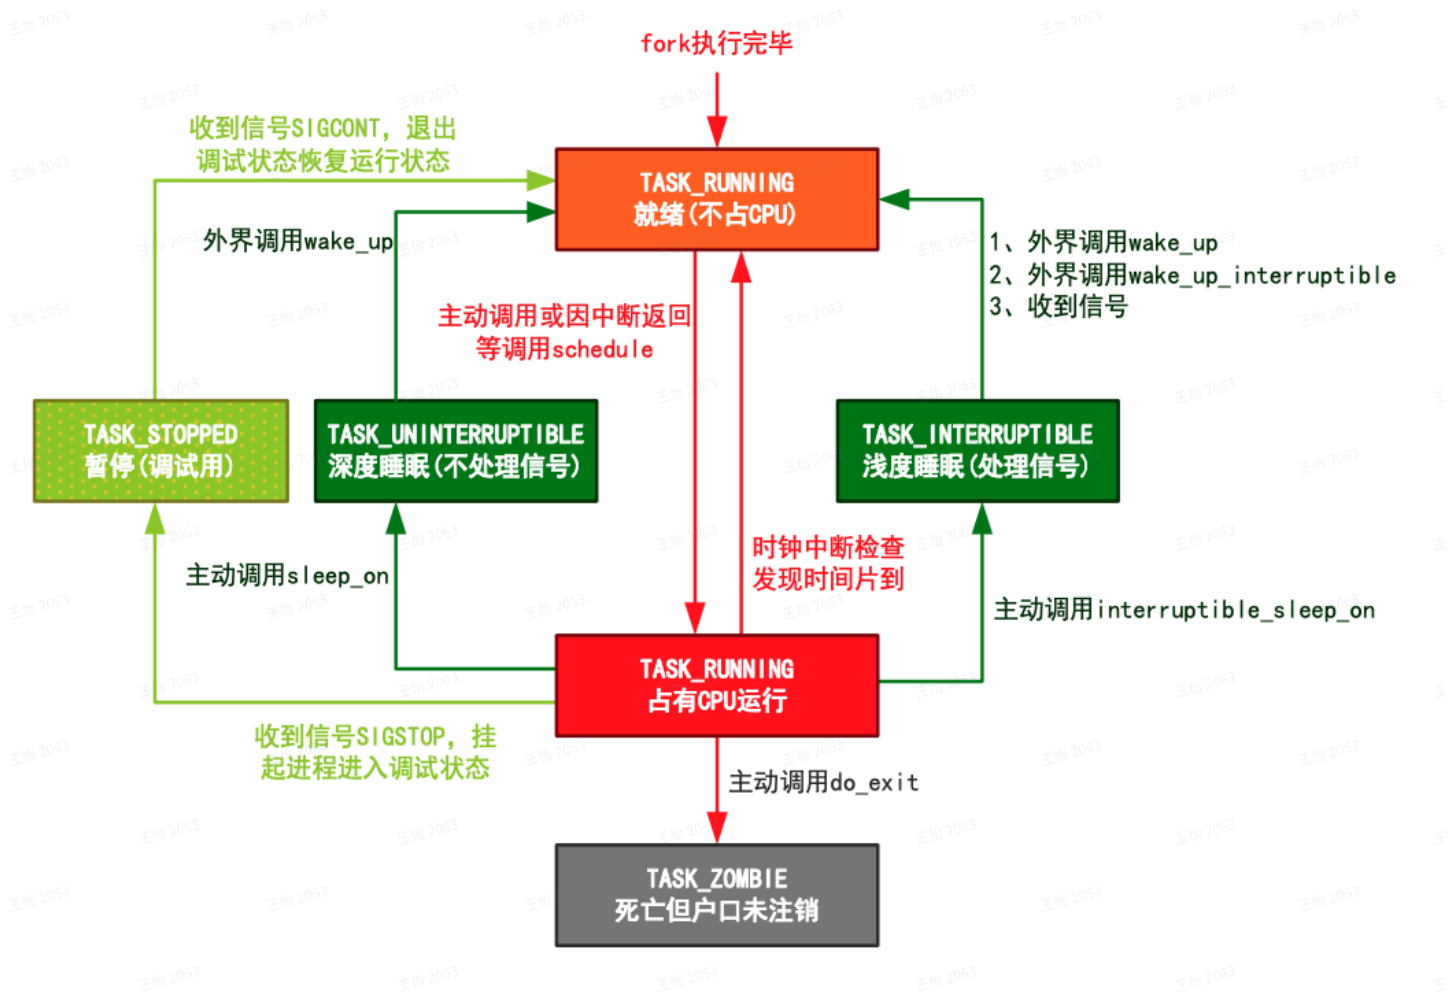 fork执行完毕
收到信号SIGCONT，退出
调试状态恢复运行状态
TASK_RUNNING
就绪(不占CPU)
外界调用wake_up
1、外界调用wake_up
2、外界调用wake_up_interruptible
3、收到信号
主动调用或因中断返回
等调用schedule
TASK_STOPPED
暂停(调试用)
TASK_UNINTERRUPTIBLE
深度睡眠(不处理信号)
TASK_INTERRUPTIBLE
浅度睡眠(处理信号)
时钟中断检查
发现时间片到
主动调用sleep_on
主动调用interruptible_sleep_on
TASK_RUNNING
占有CPU运行
收到信号SIGSTOP，挂
起进程进入调试状态
主动调用do_exit
TASK_ZOMBIE
死亡但户口未注销
王怡 2063